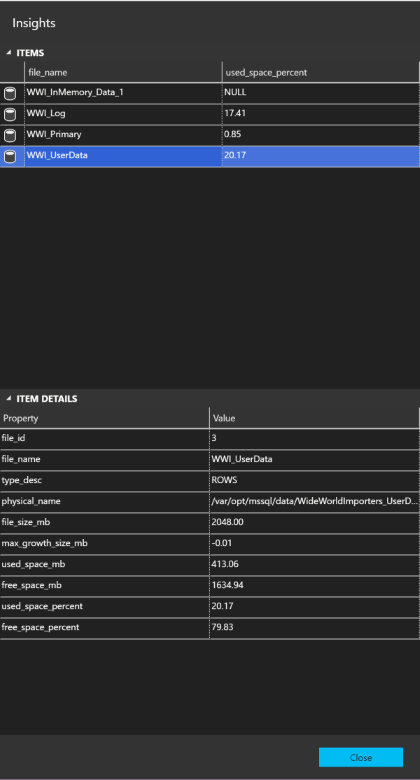 Insights
ITEMS
file_name used_space_percent
WWI_InMemory_Data_1 NULL
WWI_Log 17.41
WWI_Primary 0.85
WWI_UserData 20.17
ITEM DETAILS
Property Value
file_id 3
file_name WWI_UserData
type_desc ROWS
physical_name /var/opt/mssql/data/WideWorldImporters_UserD...
file_size_mb 2048.00
max_growth_size_mb -0.01
used_space_mb 413.06
free_space_mb 1634.94
used_space_percent 20.17
free_space_percent 79.83
Close